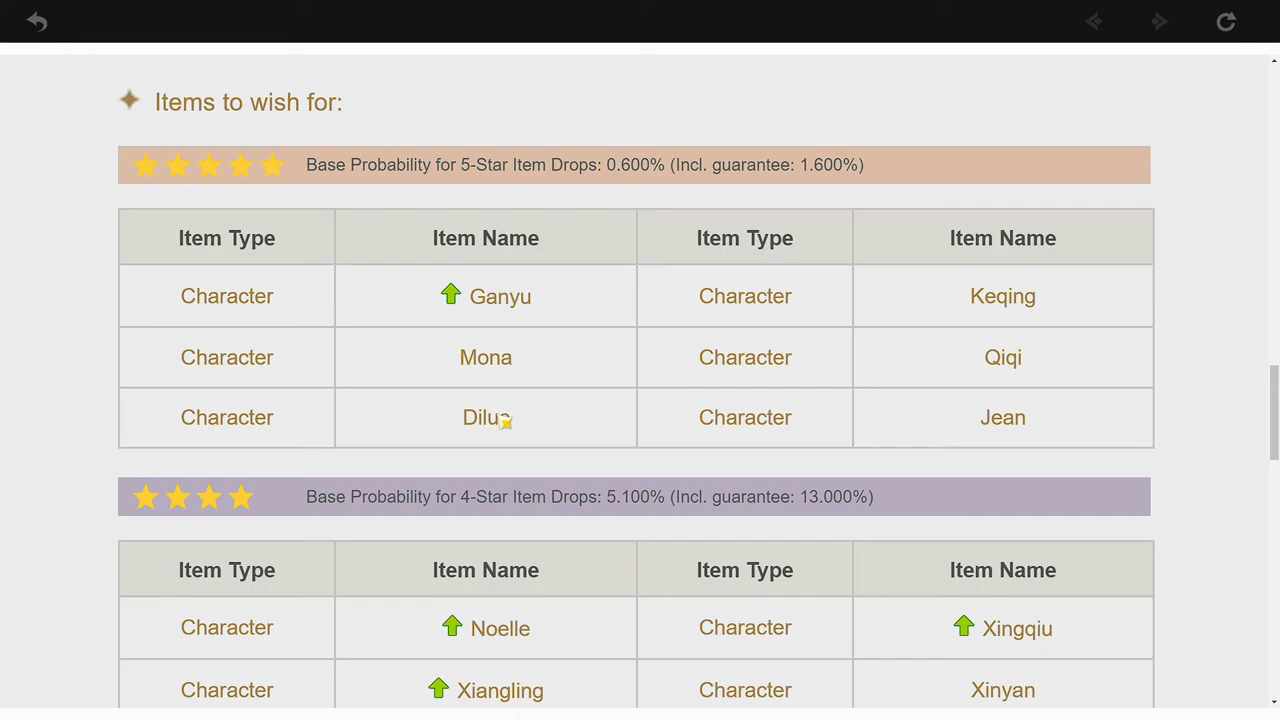 Items to wish for:
Base Probability for 5-Star Item Drops: 0.600% (Incl. guarantee: 1.600%)
Item Type Item Name Item Type Item Name
Character Ganyu Character Keqing
Character Mona Character Qiqi
Character Character Jean
Base Probability for 4-Star Item Drops: 5.100% (Incl. guarantee: 13.000%)
Item Type Item Name Item Type Item Name
Character Noelle Character Xingqiu
Character Xiangling Character Xinyan